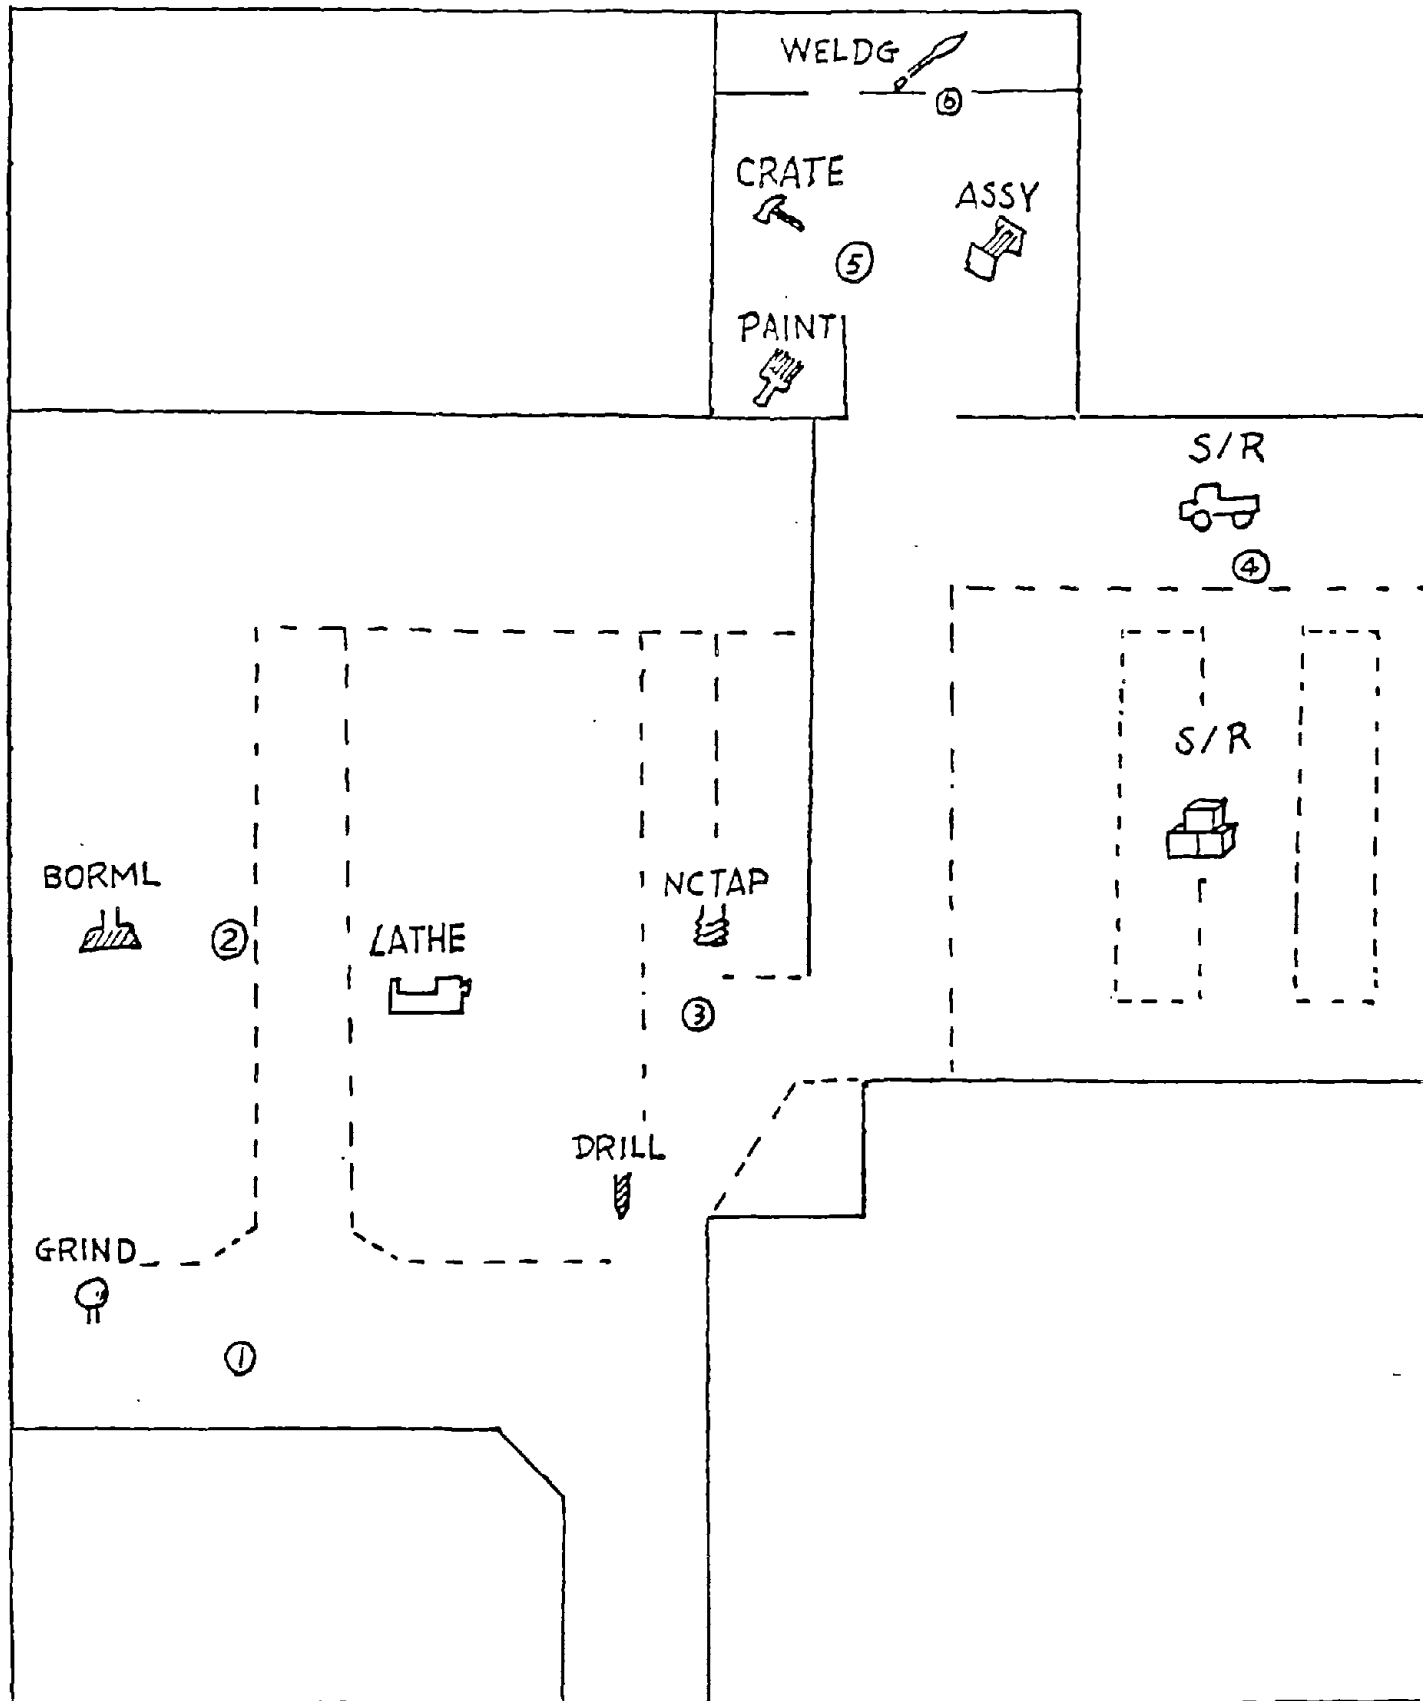 WELDG
⑥
CRATE
ASSY
⑤
PAINT
S/R
④
S/R
BORML
NCTAP
②
LATHE
③
DRILL
GRIND
①